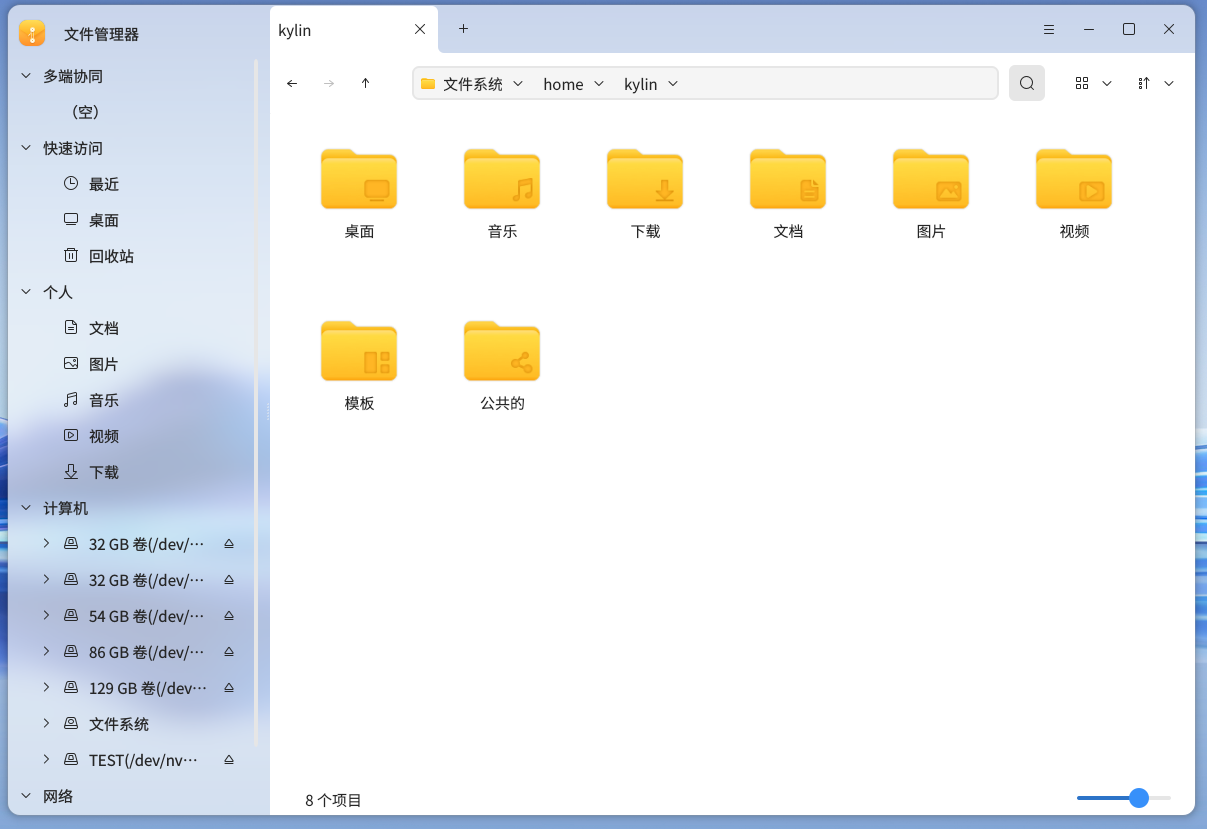 文件管理器
多端协同
（空）
快速访问
最近
桌面
回收站
个人
文档
图片
音乐
视频
下载
计算机
32 GB 卷(/dev/⋯
32 GB 卷(/dev/⋯
54 GB 卷(/dev/⋯
86 GB 卷(/dev/⋯
129 GB 卷(/dev⋯
文件系统
TEST(/dev/nv⋯
网络
kylin
文件系统 home kylin
桌面 音乐 下载 文档 图片 视频
模板 公共的
8 个项目